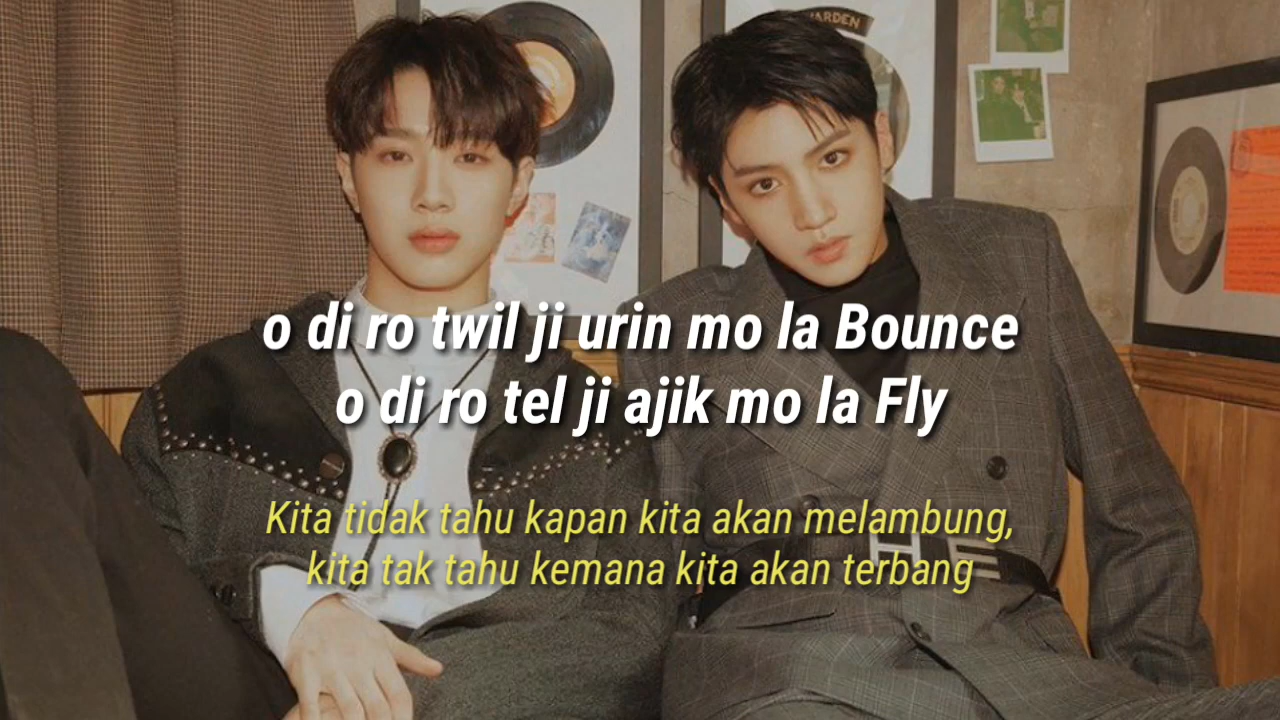 WARDEN
o di ro twil ji urin mo la Bounce
o di ro tel ji ajik mo la Fly
Kita tidak tahu kapan kita akan melambung,
kita tak tahu kemana kita akan terbang